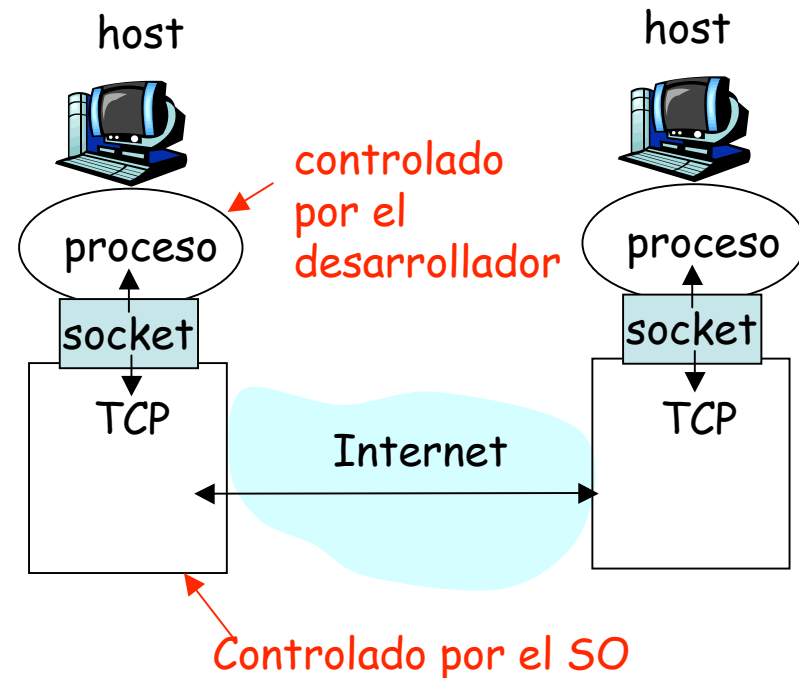 host
host
controlado
por el
desarrollador
proceso
proceso
socket
socket
TCP
TCP
Internet
Controlado por el SO